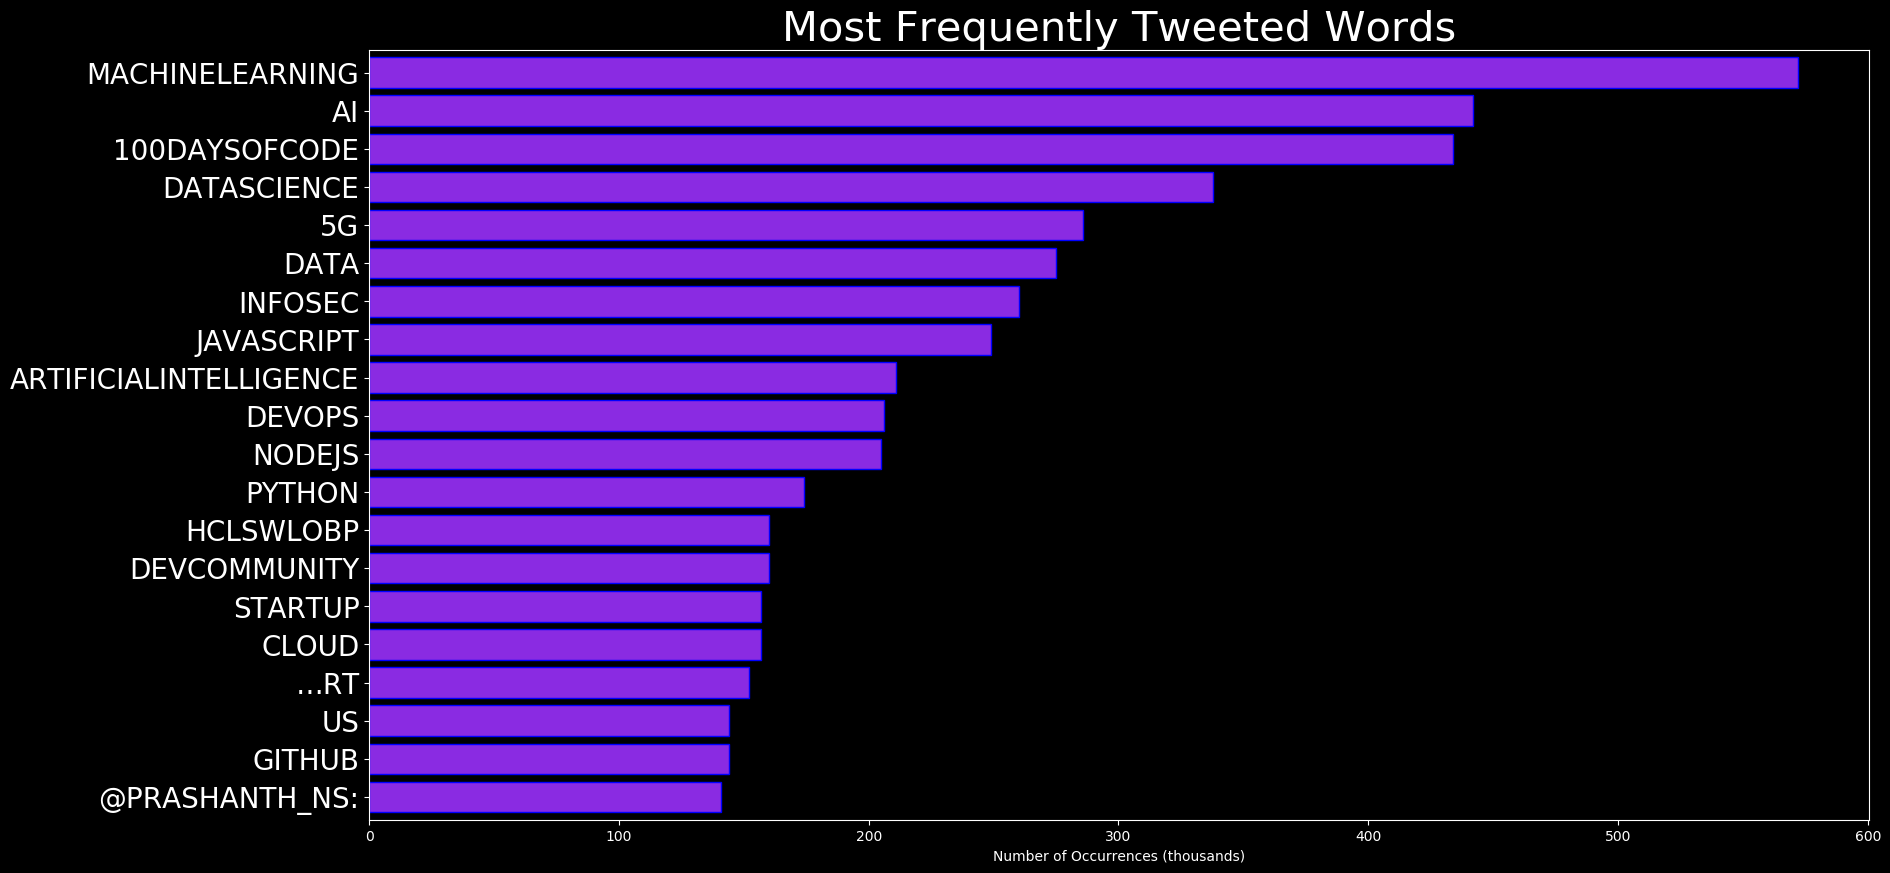 Most Frequently Tweeted Words
MACHINELEARNING
AI
100DAYSOFCODE
DATASCIENCE
5G
DATA
INFOSEC
JAVASCRIPT
ARTIFICIALINTELLIGENCE
DEVOPS
NODEJS
PYTHON
HCLSWLOBP
DEVCOMMUNITY
STARTUP
CLOUD
…RT
US
GITHUB
@PRASHANTH_NS:
0 100 200 300 400 500 600
Number of Occurrences (thousands)